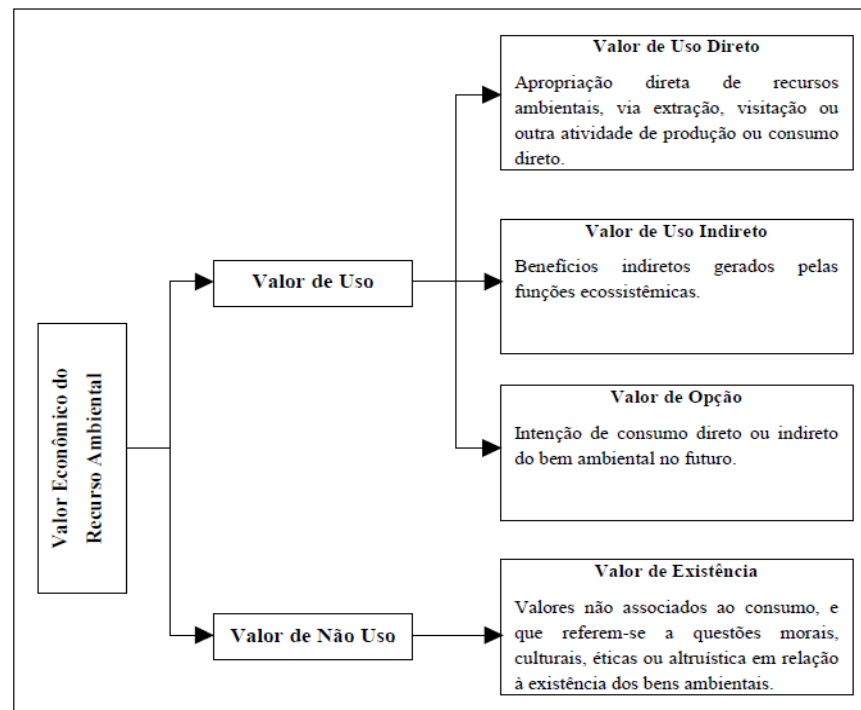 Valor Econômico do
Recurso Ambiental
Valor de Uso
Valor de Uso Direto
Apropriação direta de recursos
ambientais, via extração, visitação ou
outra atividade de produção ou consumo
direto.
Valor de Uso Indireto
Benefícios indiretos gerados pelas
funções ecossistêmicas.
Valor de Opção
Intenção de consumo direto ou indireto
do bem ambiental no futuro.
Valor de Não Uso
Valor de Existência
Valores não associados ao consumo, e
que referem-se a questões morais,
culturais, éticas ou altruística em relação
à existência dos bens ambientais.